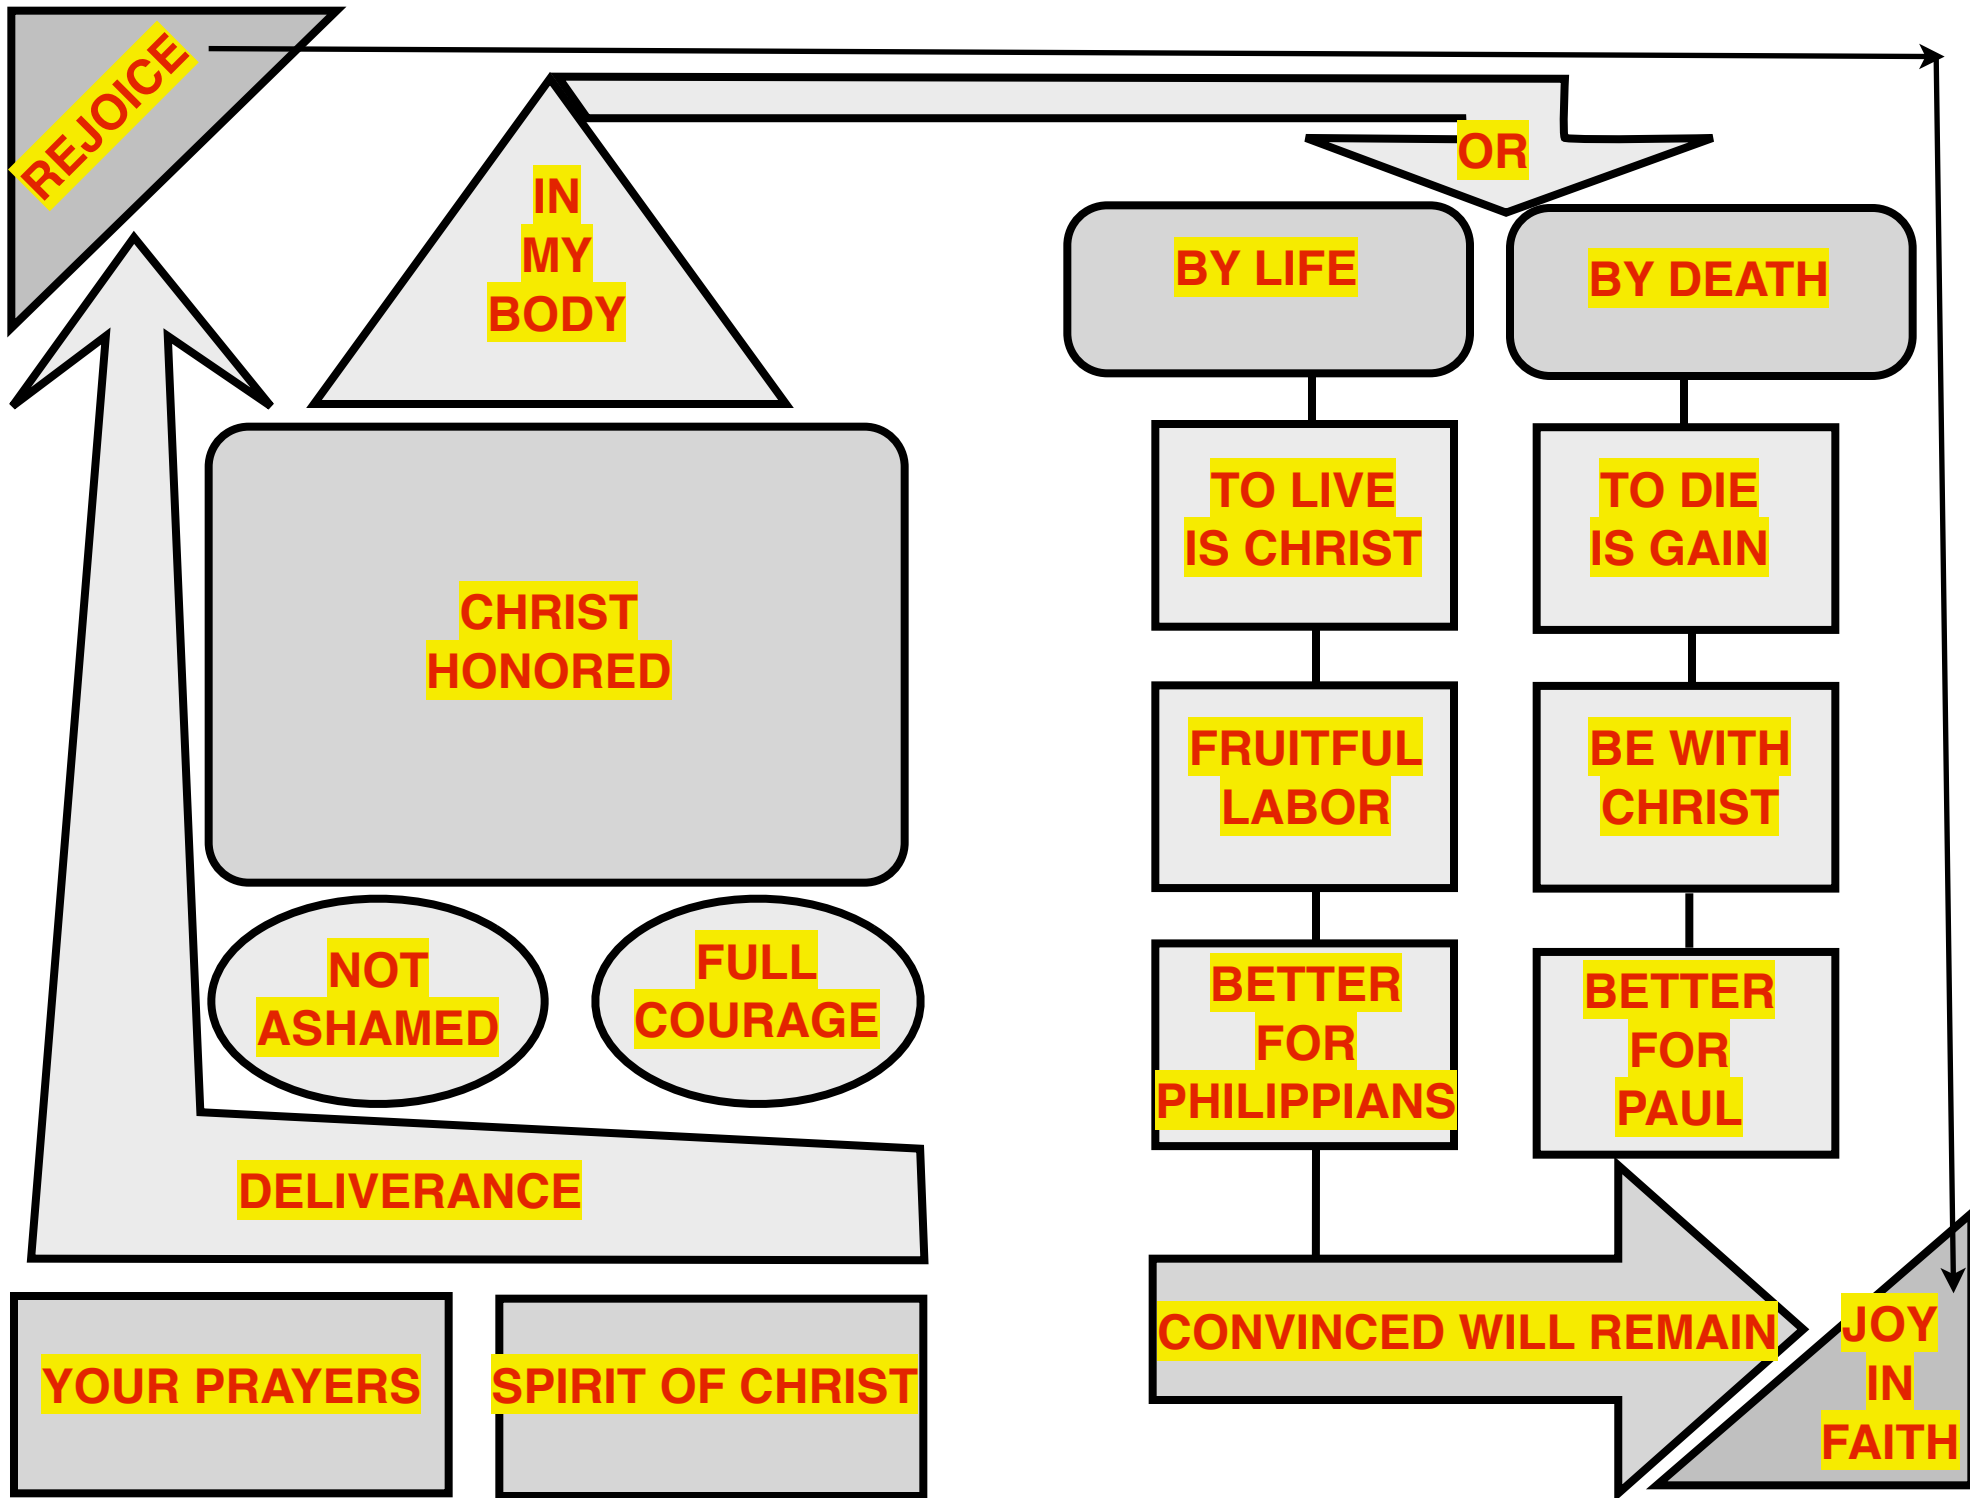 REJOICE
IN
MY
BODY
OR
BY LIFE
BY DEATH
CHRIST
HONORED
TO LIVE
IS CHRIST
TO DIE
IS GAIN
FRUITFUL
LABOR
BE WITH
CHRIST
NOT
ASHAMED
FULL
COURAGE
BETTER
FOR
PHILIPPIANS
BETTER
FOR
PAUL
DELIVERANCE
YOUR PRAYERS
SPIRIT OF CHRIST
CONVINCED WILL REMAIN
JOY
IN
FAITH